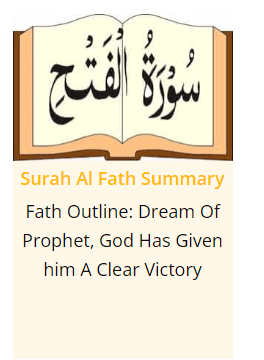 سُورَةُ الْفَتْحِ
Surah Al Fath Summary
Fath Outline: Dream Of
Prophet, God Has Given
him A Clear Victory